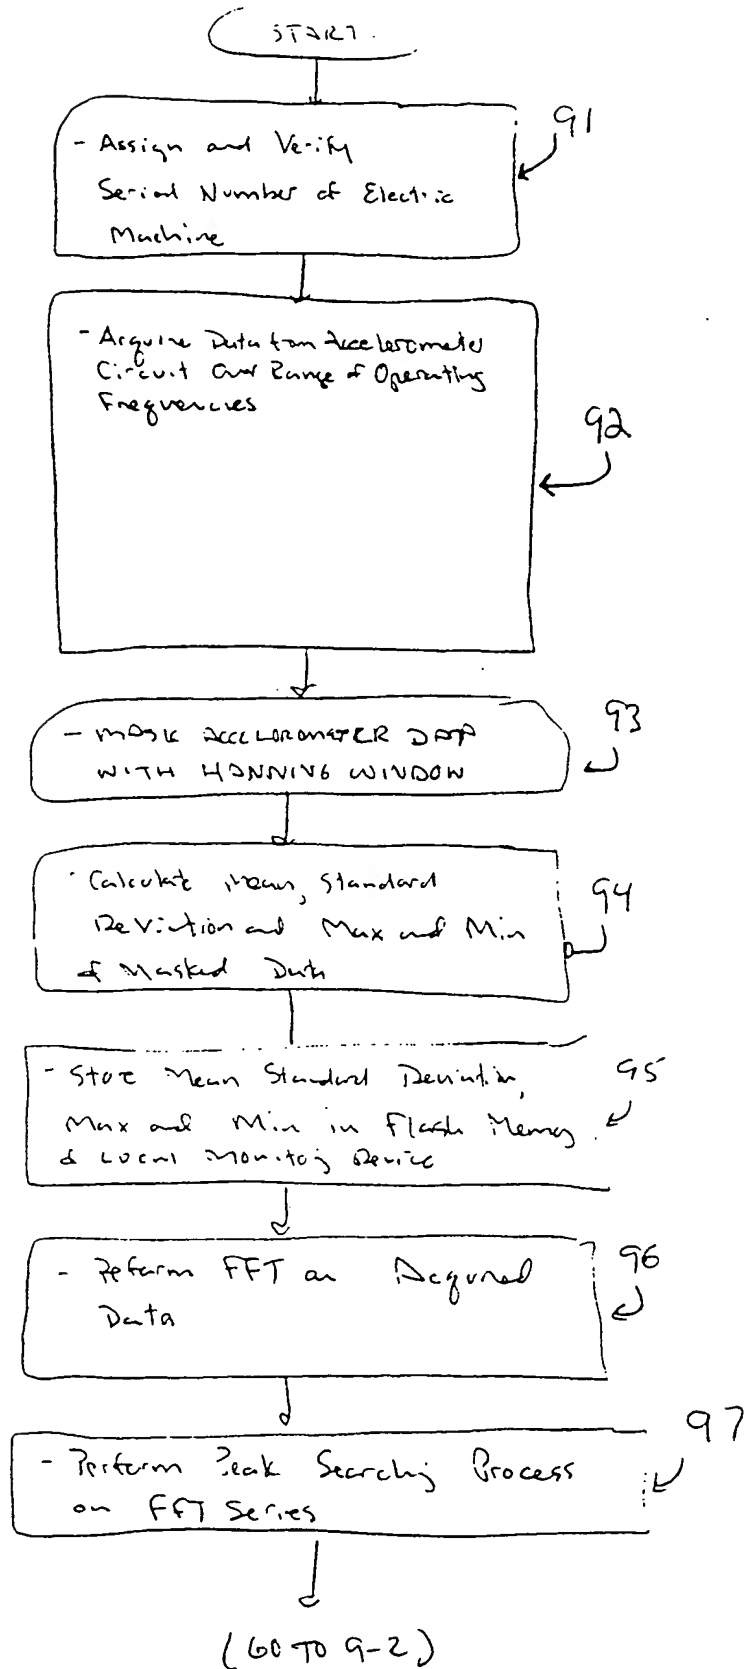 START.
91
- Assign and Verify
Serial Number of Electric
Machine
- Acquire Data from Accelerometer
Circuit Over Range of Operating
Frequencies
92
93
- MASK ACCELOROMETER DATA
WITH HANNING WINDOW
- Calculate Mean, Standard
Deviation and Max and Min
of Masked Data
94
- Store Mean Standard Deviation,
Max and Min in Flash Memory
of Local Monitoring Device
95
- Perform FFT on Acquired
Data
96
97
- Perform Peak Searching Process
on FFT Series
(GO TO 9-2)